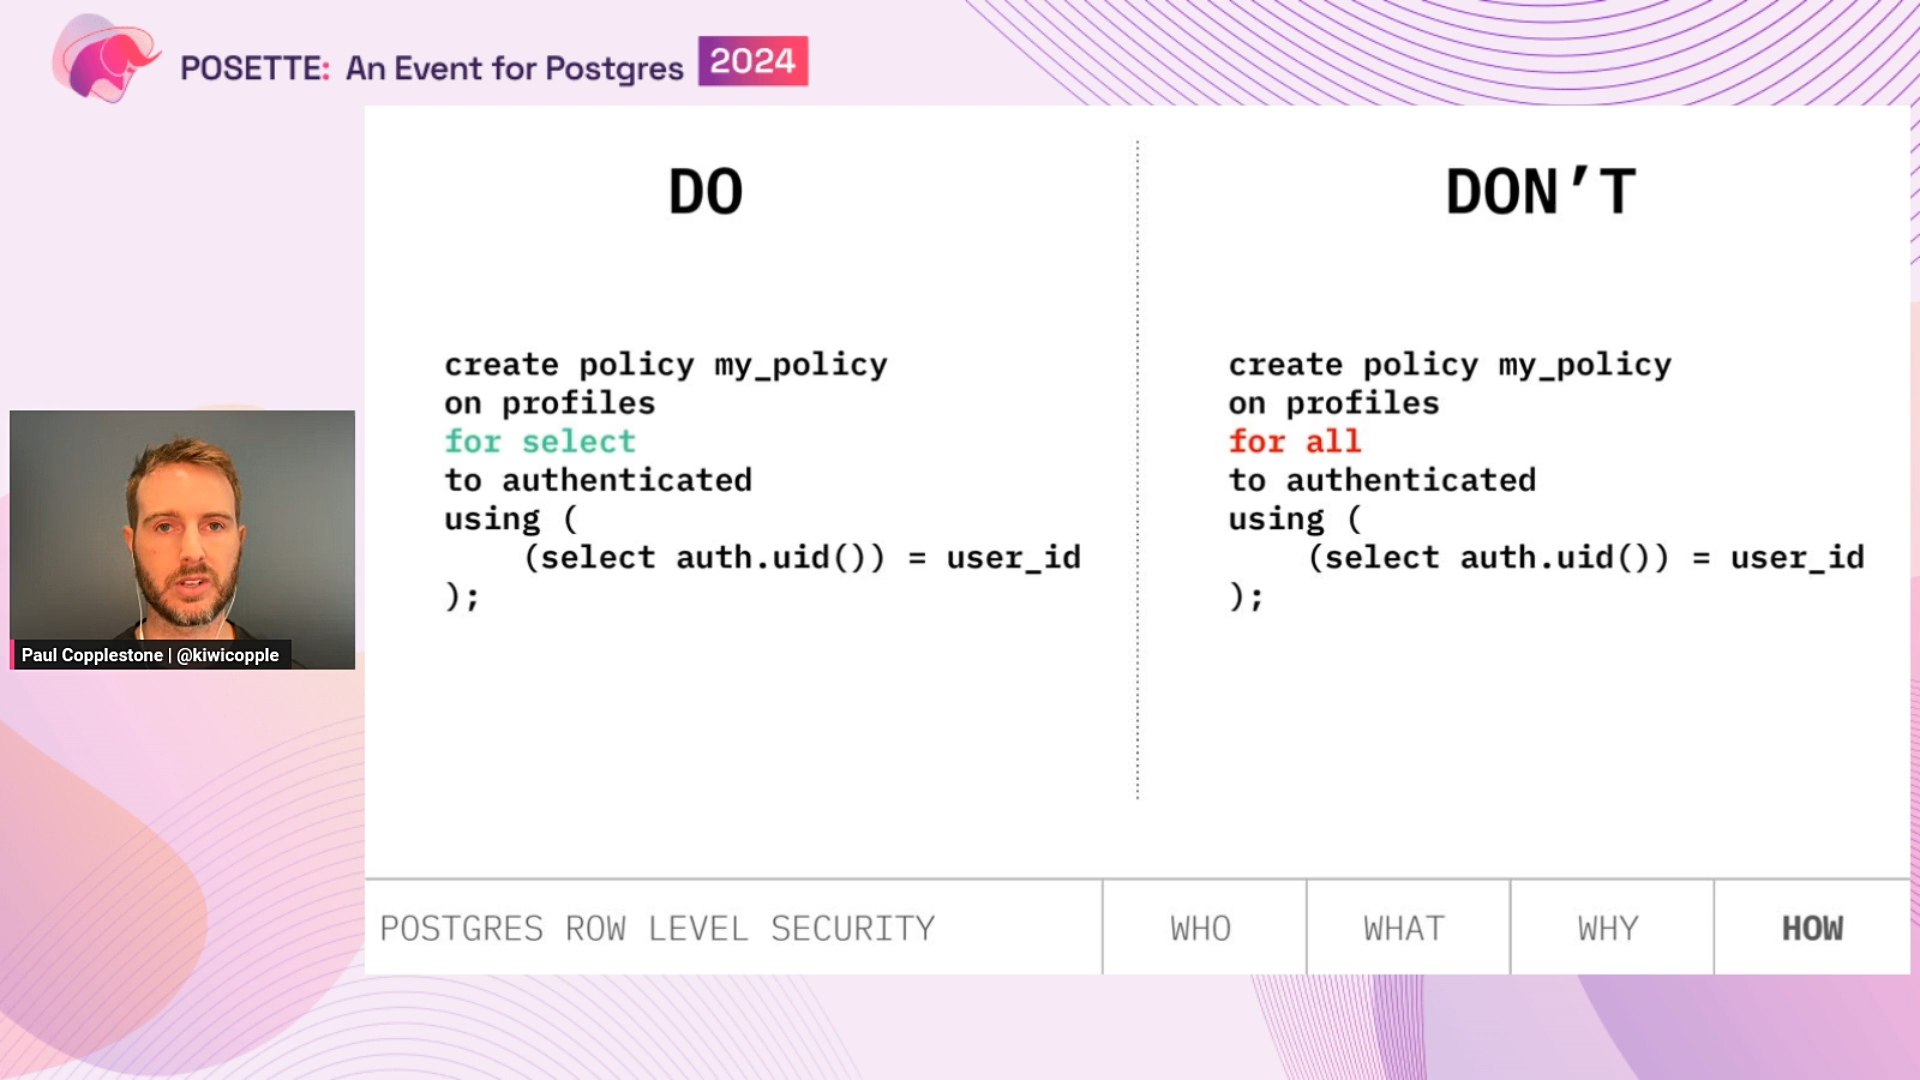 POSETTE: An Event for Postgres 2024
DO
create policy my_policy
on profiles
for select
to authenticated
using (
(select auth.uid()) = user_id
);
DON’T
create policy my_policy
on profiles
for all
to authenticated
using (
(select auth.uid()) = user_id
);
Paul Copplestone | @kiwicopple
POSTGRES ROW LEVEL SECURITY
WHO
WHAT
WHY
HOW